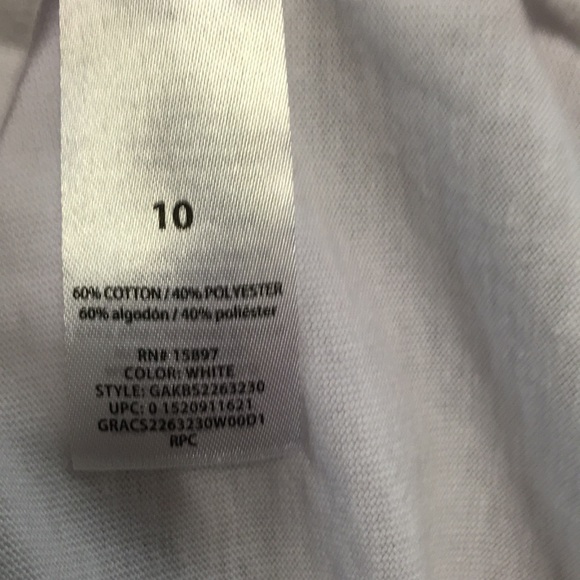 10
60% COTTON / 40% POLYESTER
60% algodón / 40% poliéster
RN# 15897
COLOR: WHITE
STYLE: GAKBS2263230
UPC: 0 1520911621
GRACS2263230W00D1
RPC